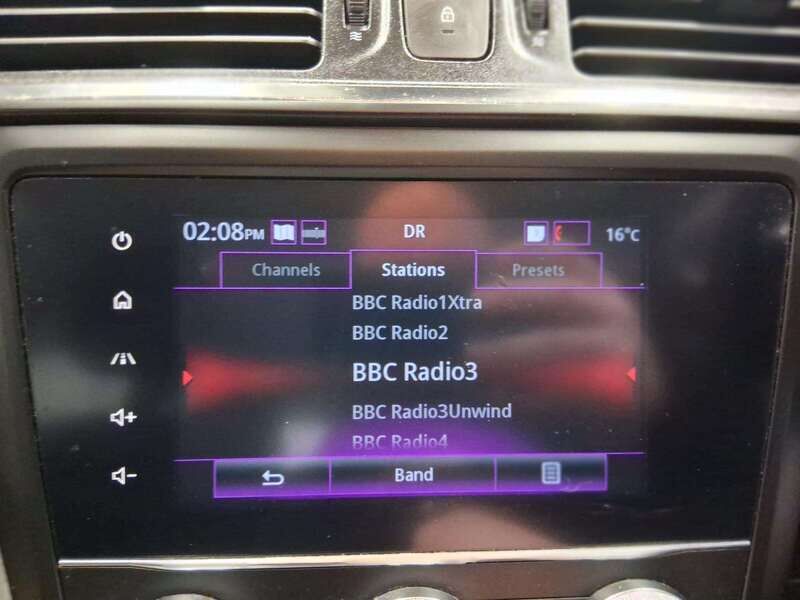 02:08PM DR 16°C
Channels Stations Presets
BBC Radio1Xtra
BBC Radio2
BBC Radio3
BBC Radio3Unwind
BBC Radio4
Band